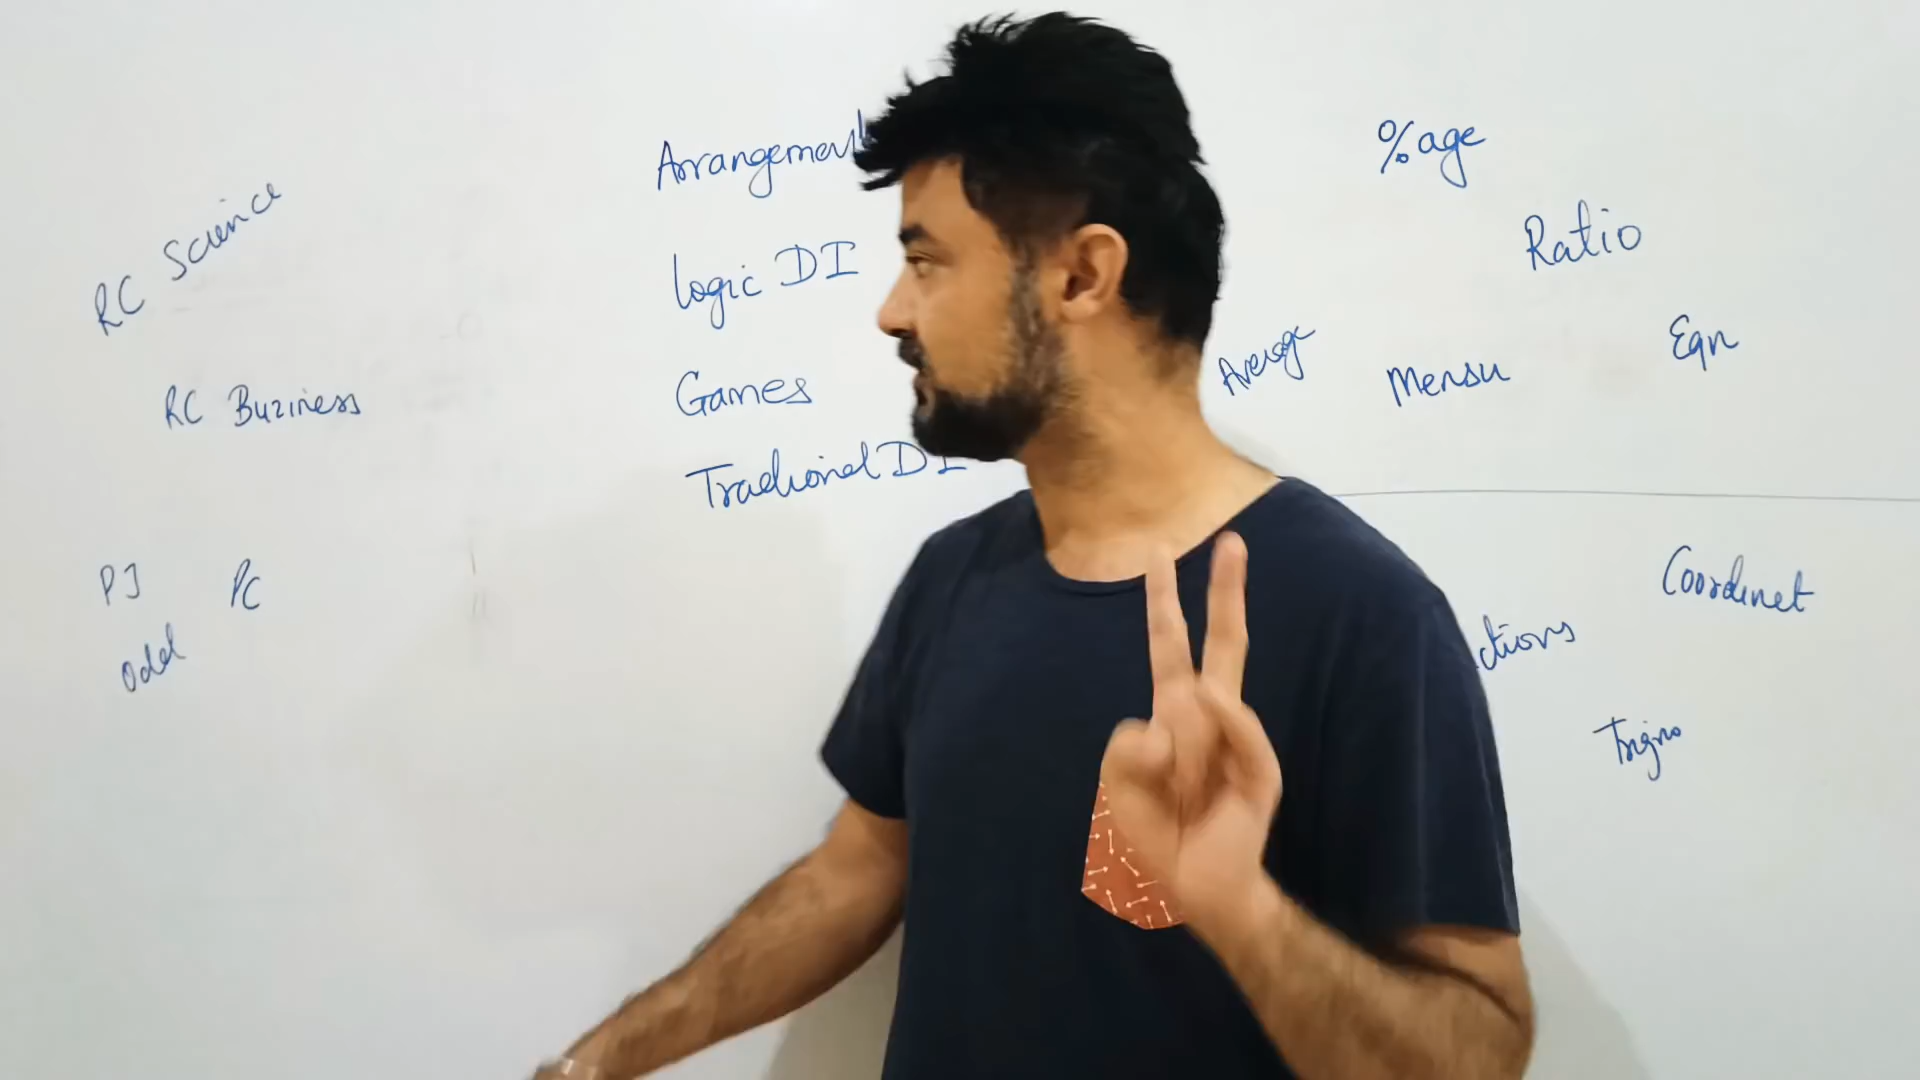 RC Science
RC Buziness
PJ PC
Odd
Arrangement
Logic DI
Games
Tradional DI
%age
Ratio
Average Mensu Eqn
Coordinet
ctions
Trigno